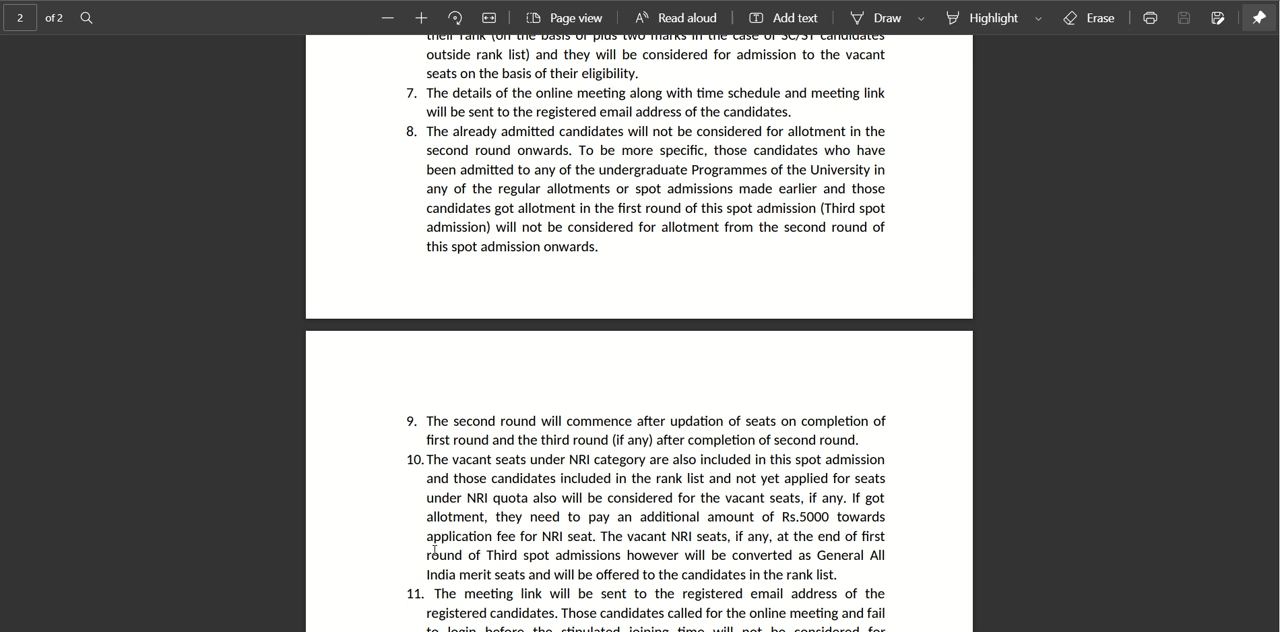 2 of 2 Page view Read aloud Add text Draw Highlight Erase
their rank (on the basis of plus two marks in the case of SC/ST candidates
outside rank list) and they will be considered for admission to the vacant
seats on the basis of their eligibility.
7. The details of the online meeting along with time schedule and meeting link
will be sent to the registered email address of the candidates.
8. The already admitted candidates will not be considered for allotment in the
second round onwards. To be more specific, those candidates who have
been admitted to any of the undergraduate Programmes of the University in
any of the regular allotments or spot admissions made earlier and those
candidates got allotment in the first round of this spot admission (Third spot
admission) will not be considered for allotment from the second round of
this spot admission onwards.
9. The second round will commence after updation of seats on completion of
first round and the third round (if any) after completion of second round.
10. The vacant seats under NRI category are also included in this spot admission
and those candidates included in the rank list and not yet applied for seats
under NRI quota also will be considered for the vacant seats, if any. If got
allotment, they need to pay an additional amount of Rs.5000 towards
application fee for NRI seat. The vacant NRI seats, if any, at the end of first
round of Third spot admissions however will be converted as General All
India merit seats and will be offered to the candidates in the rank list.
11. The meeting link will be sent to the registered email address of the
registered candidates. Those candidates called for the online meeting and fail
to login before the stipulated joining time will not be considered for